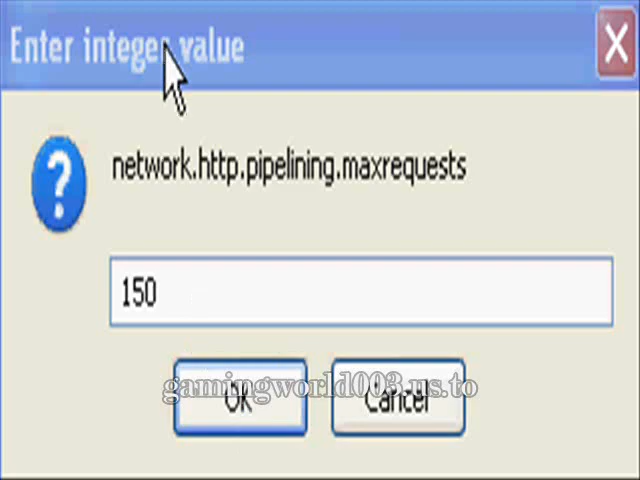 Enter integer value
network.http.pipelining.maxrequests
150
OK Cancel
gamingworld003.us.to